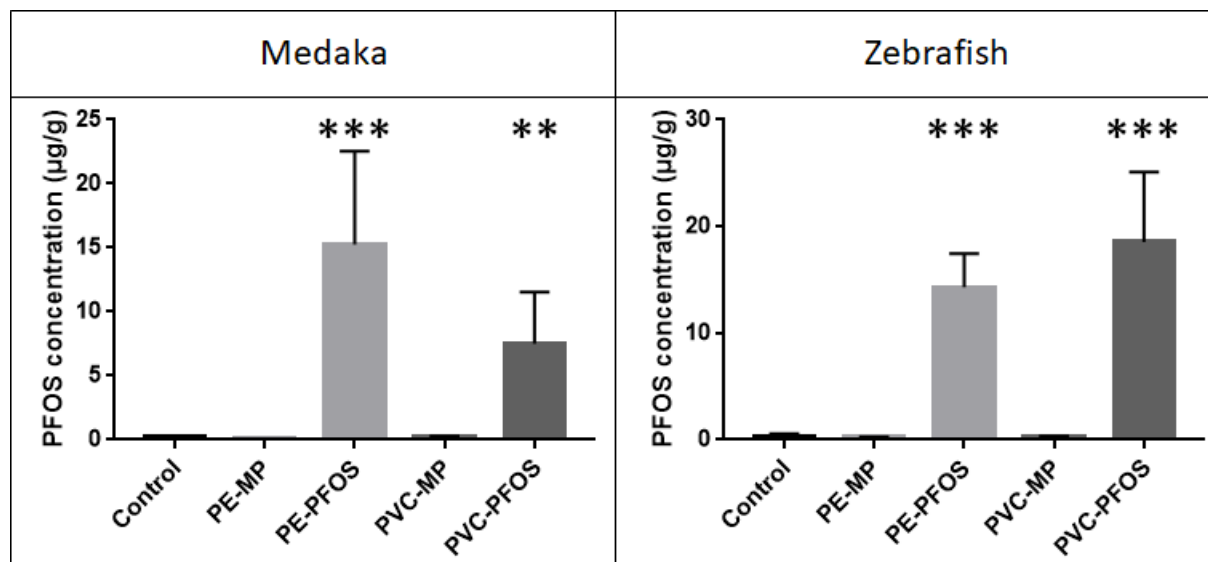 Medaka
Zebrafish
PFOS concentration (µg/g)
25
20
15
10
5
0
***
**
Control
PE-MP
PE-PFOS
PVC-MP
PVC-PFOS
PFOS concentration (µg/g)
30
20
10
0
***
***
Control
PE-MP
PE-PFOS
PVC-MP
PVC-PFOS